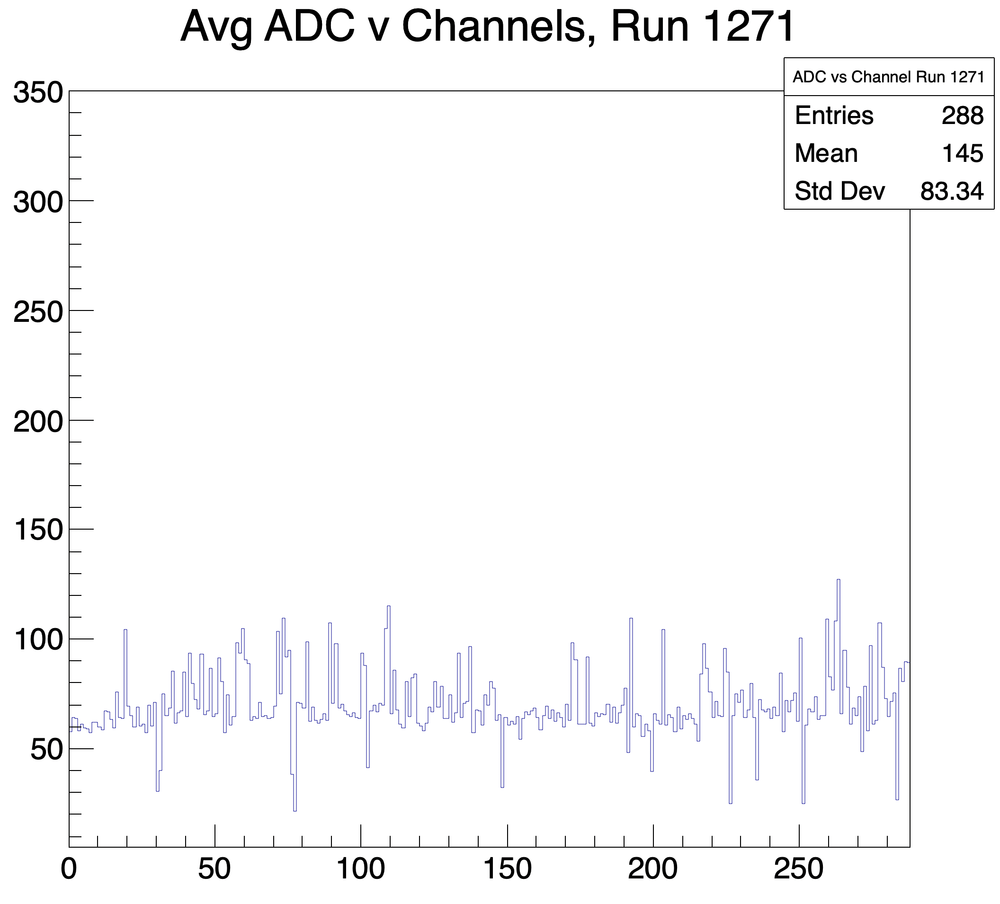 Avg ADC v Channels, Run 1271
ADC vs Channel Run 1271
Entries 288
Mean 145
Std Dev 83.34
350
300
250
200
150
100
50
0 50 100 150 200 250